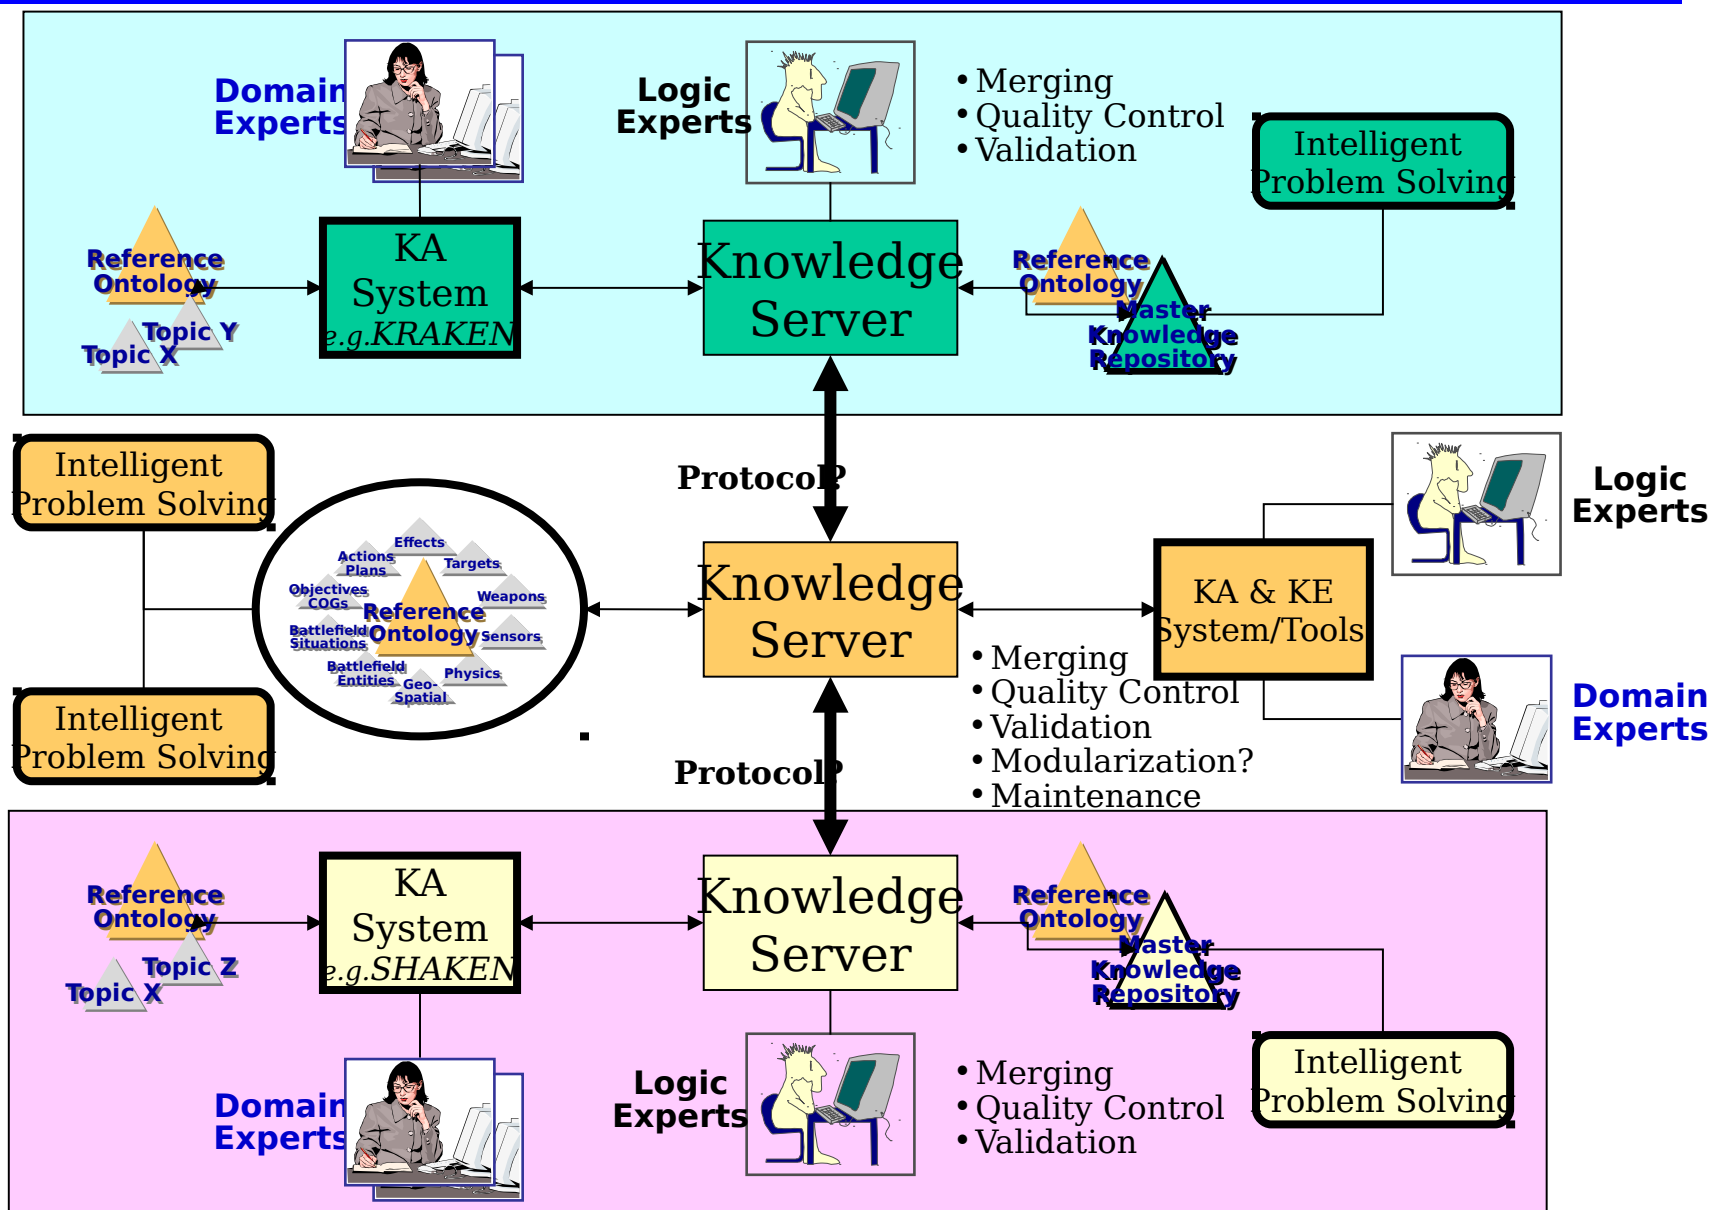 Domain
Experts
Logic
Experts
• Merging
• Quality Control
• Validation
Intelligent
Problem Solving
Reference
Ontology
Topic Y
Topic X
KA
System
e.g.KRAKEN
Knowledge
Server
Reference
Ontology
Master
Knowledge
Repository
Intelligent
Problem Solving
Protocol?
Logic
Experts
Effects
Actions
Plans
Targets
Objectives
COGs
Weapons
Reference
Ontology
Battlefield
Situations
Sensors
Battlefield
Entities
Physics
Geo-
Spatial
Knowledge
Server
KA & KE
System/Tools
• Merging
• Quality Control
• Validation
• Modularization?
• Maintenance
Domain
Experts
Intelligent
Problem Solving
Protocol?
Reference
Ontology
Topic Z
Topic X
KA
System
e.g.SHAKEN
Knowledge
Server
Reference
Ontology
Master
Knowledge
Repository
Domain
Experts
Logic
Experts
• Merging
• Quality Control
• Validation
Intelligent
Problem Solving